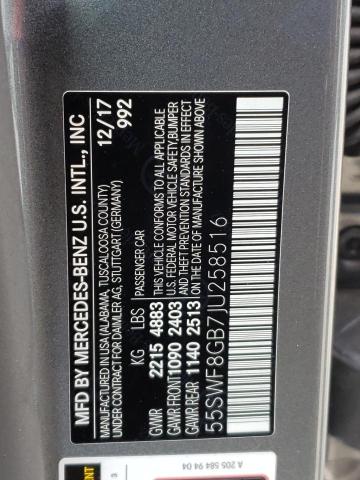 MFD BY MERCEDES-BENZ U.S. INTL., INC
MADE IN USA (ALABAMA, TUSCALOOSA COUNTY)
UNDER CONTRACT FOR DAIMLER AG, STUTTGART (GERMANY)
12/17
992
KG LBS
PASSENGER CAR
GVWR 2215 4883
GAWR FRONT 1090 2403
GAWR REAR 1140 2513
THIS VEHICLE CONFORMS TO ALL APPLICABLE
U.S. FEDERAL MOTOR VEHICLE SAFETY, BUMPER
AND THEFT PREVENTION STANDARDS IN EFFECT
ON THE DATE OF MANUFACTURE SHOWN ABOVE
55SWF8GB7JU258516
A 205 584 94 04